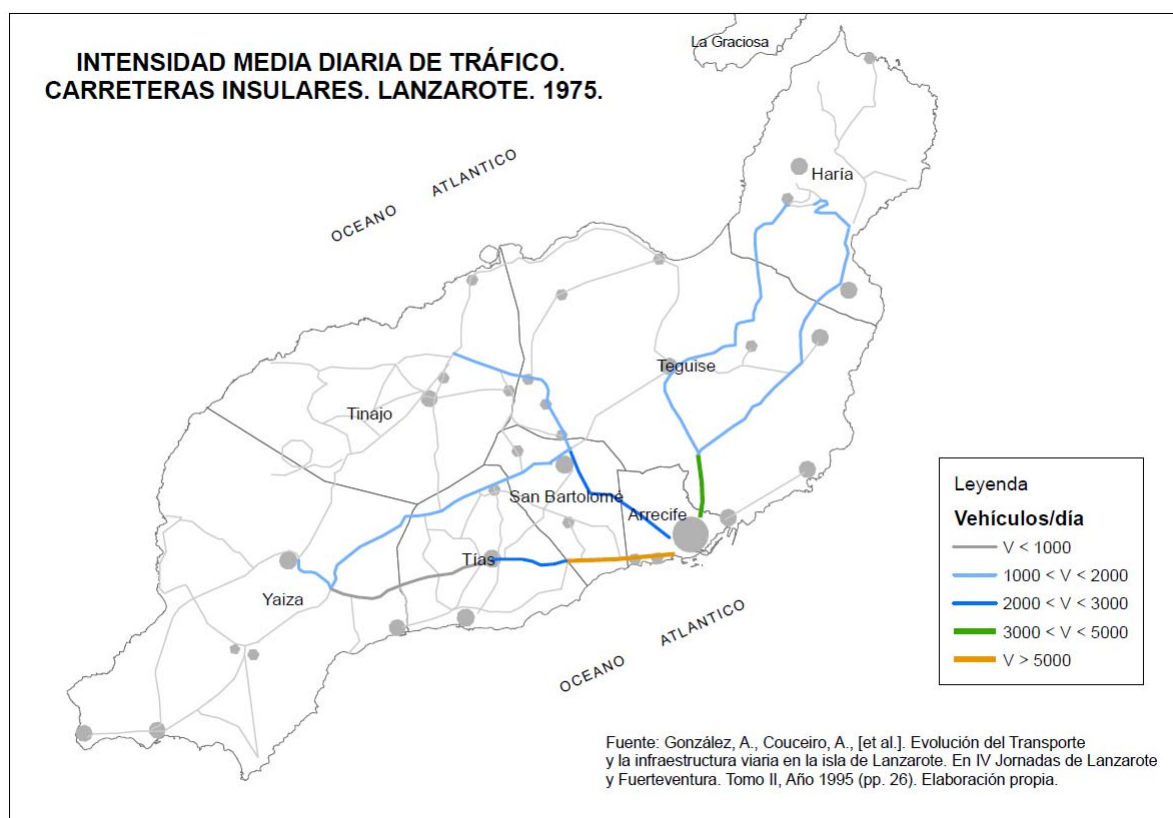 INTENSIDAD MEDIA DIARIA DE TRÁFICO.
CARRETERAS INSULARES. LANZAROTE. 1975.
La Graciosa
OCEANO ATLANTICO
Haría
Teguise
Tinajo
San Bartolomé
Arrecife
Tías
Yaiza
OCEANO ATLANTICO
Leyenda
Vehículos/día
V < 1000
1000 < V < 2000
2000 < V < 3000
3000 < V < 5000
V > 5000
Fuente: González, A., Couceiro, A., [et al.]. Evolución del Transporte
y la infraestructura viaria en la isla de Lanzarote. En IV Jornadas de Lanzarote
y Fuerteventura. Tomo II, Año 1995 (pp. 26). Elaboración propia.